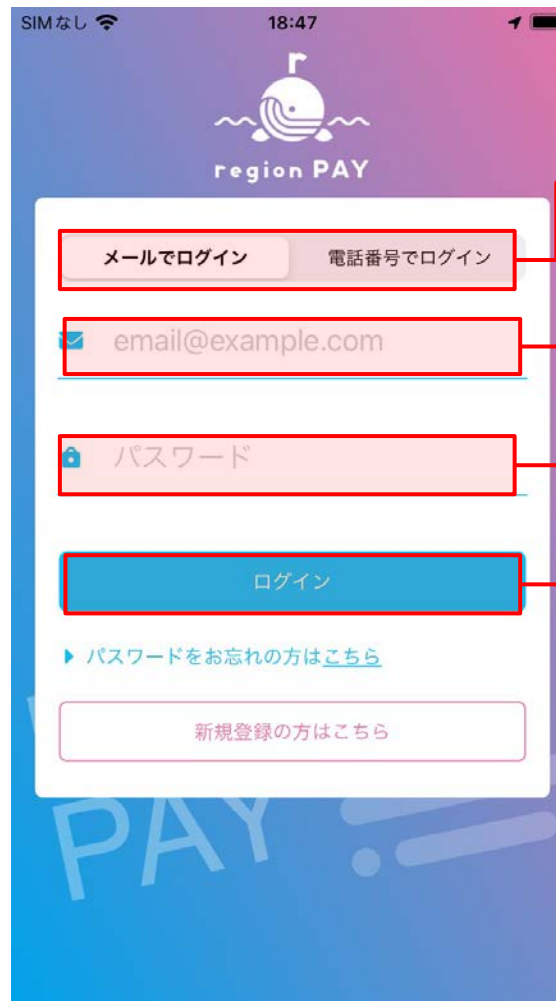 SIMなし 18:47
r
region PAY
メールでログイン 電話番号でログイン
email@example.com
パスワード
ログイン
パスワードをお忘れの方はこちら
新規登録の方はこちら
PAY